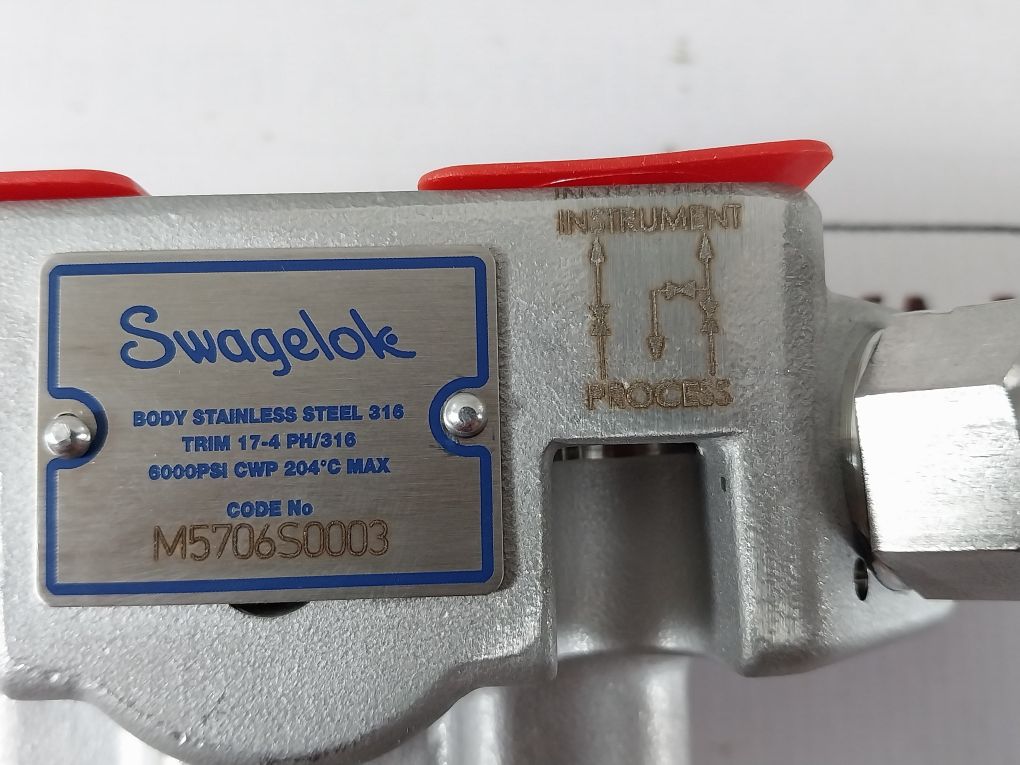 Swagelok
BODY STAINLESS STEEL 316
TRIM 17-4 PH/316
6000PSI CWP 204°C MAX
CODE No
M5706S0003
INSTRUMENT
INSTRUMENT
PROCESS